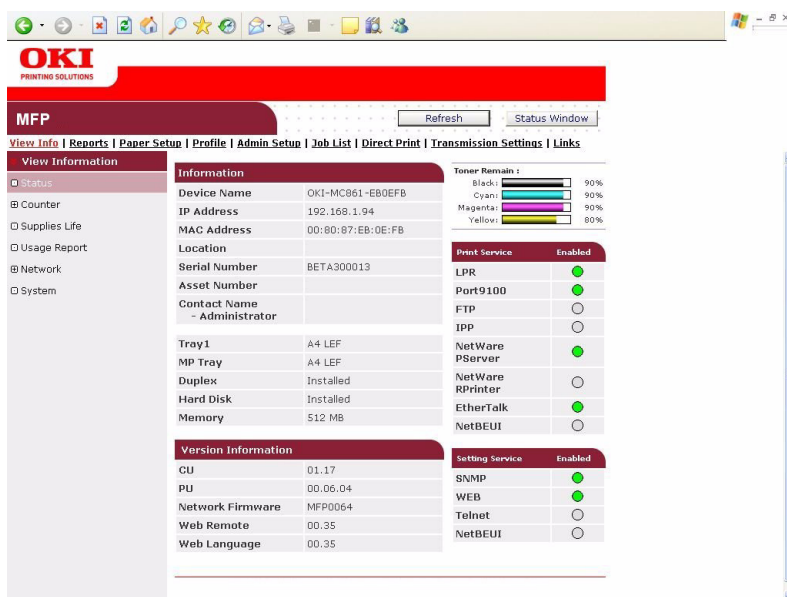 OKI
PRINTING SOLUTIONS
MFP
Refresh
Status Window
View Info | Reports | Paper Setup | Profile | Admin Setup | Job List | Direct Print | Transmission Settings | Links
View Information
Status
Counter
Supplies Life
Usage Report
Network
System
Information
Device Name OKI-MC861-EB0EFB
IP Address 192.168.1.94
MAC Address 00:80:87:EB:0E:FB
Location
Serial Number BETA300013
Asset Number
Contact Name
- Administrator
Tray1 A4 LEF
MP Tray A4 LEF
Duplex Installed
Hard Disk Installed
Memory 512 MB
Version Information
CU 01.17
PU 00.06.04
Network Firmware MFP0064
Web Remote 00.35
Web Language 00.35
Toner Remain :
Black: 90%
Cyan: 90%
Magenta: 90%
Yellow: 80%
Print Service Enabled
LPR
Port9100
FTP
IPP
NetWare
PServer
NetWare
RPrinter
EtherTalk
NetBEUI
Setting Service Enabled
SNMP
WEB
Telnet
NetBEUI